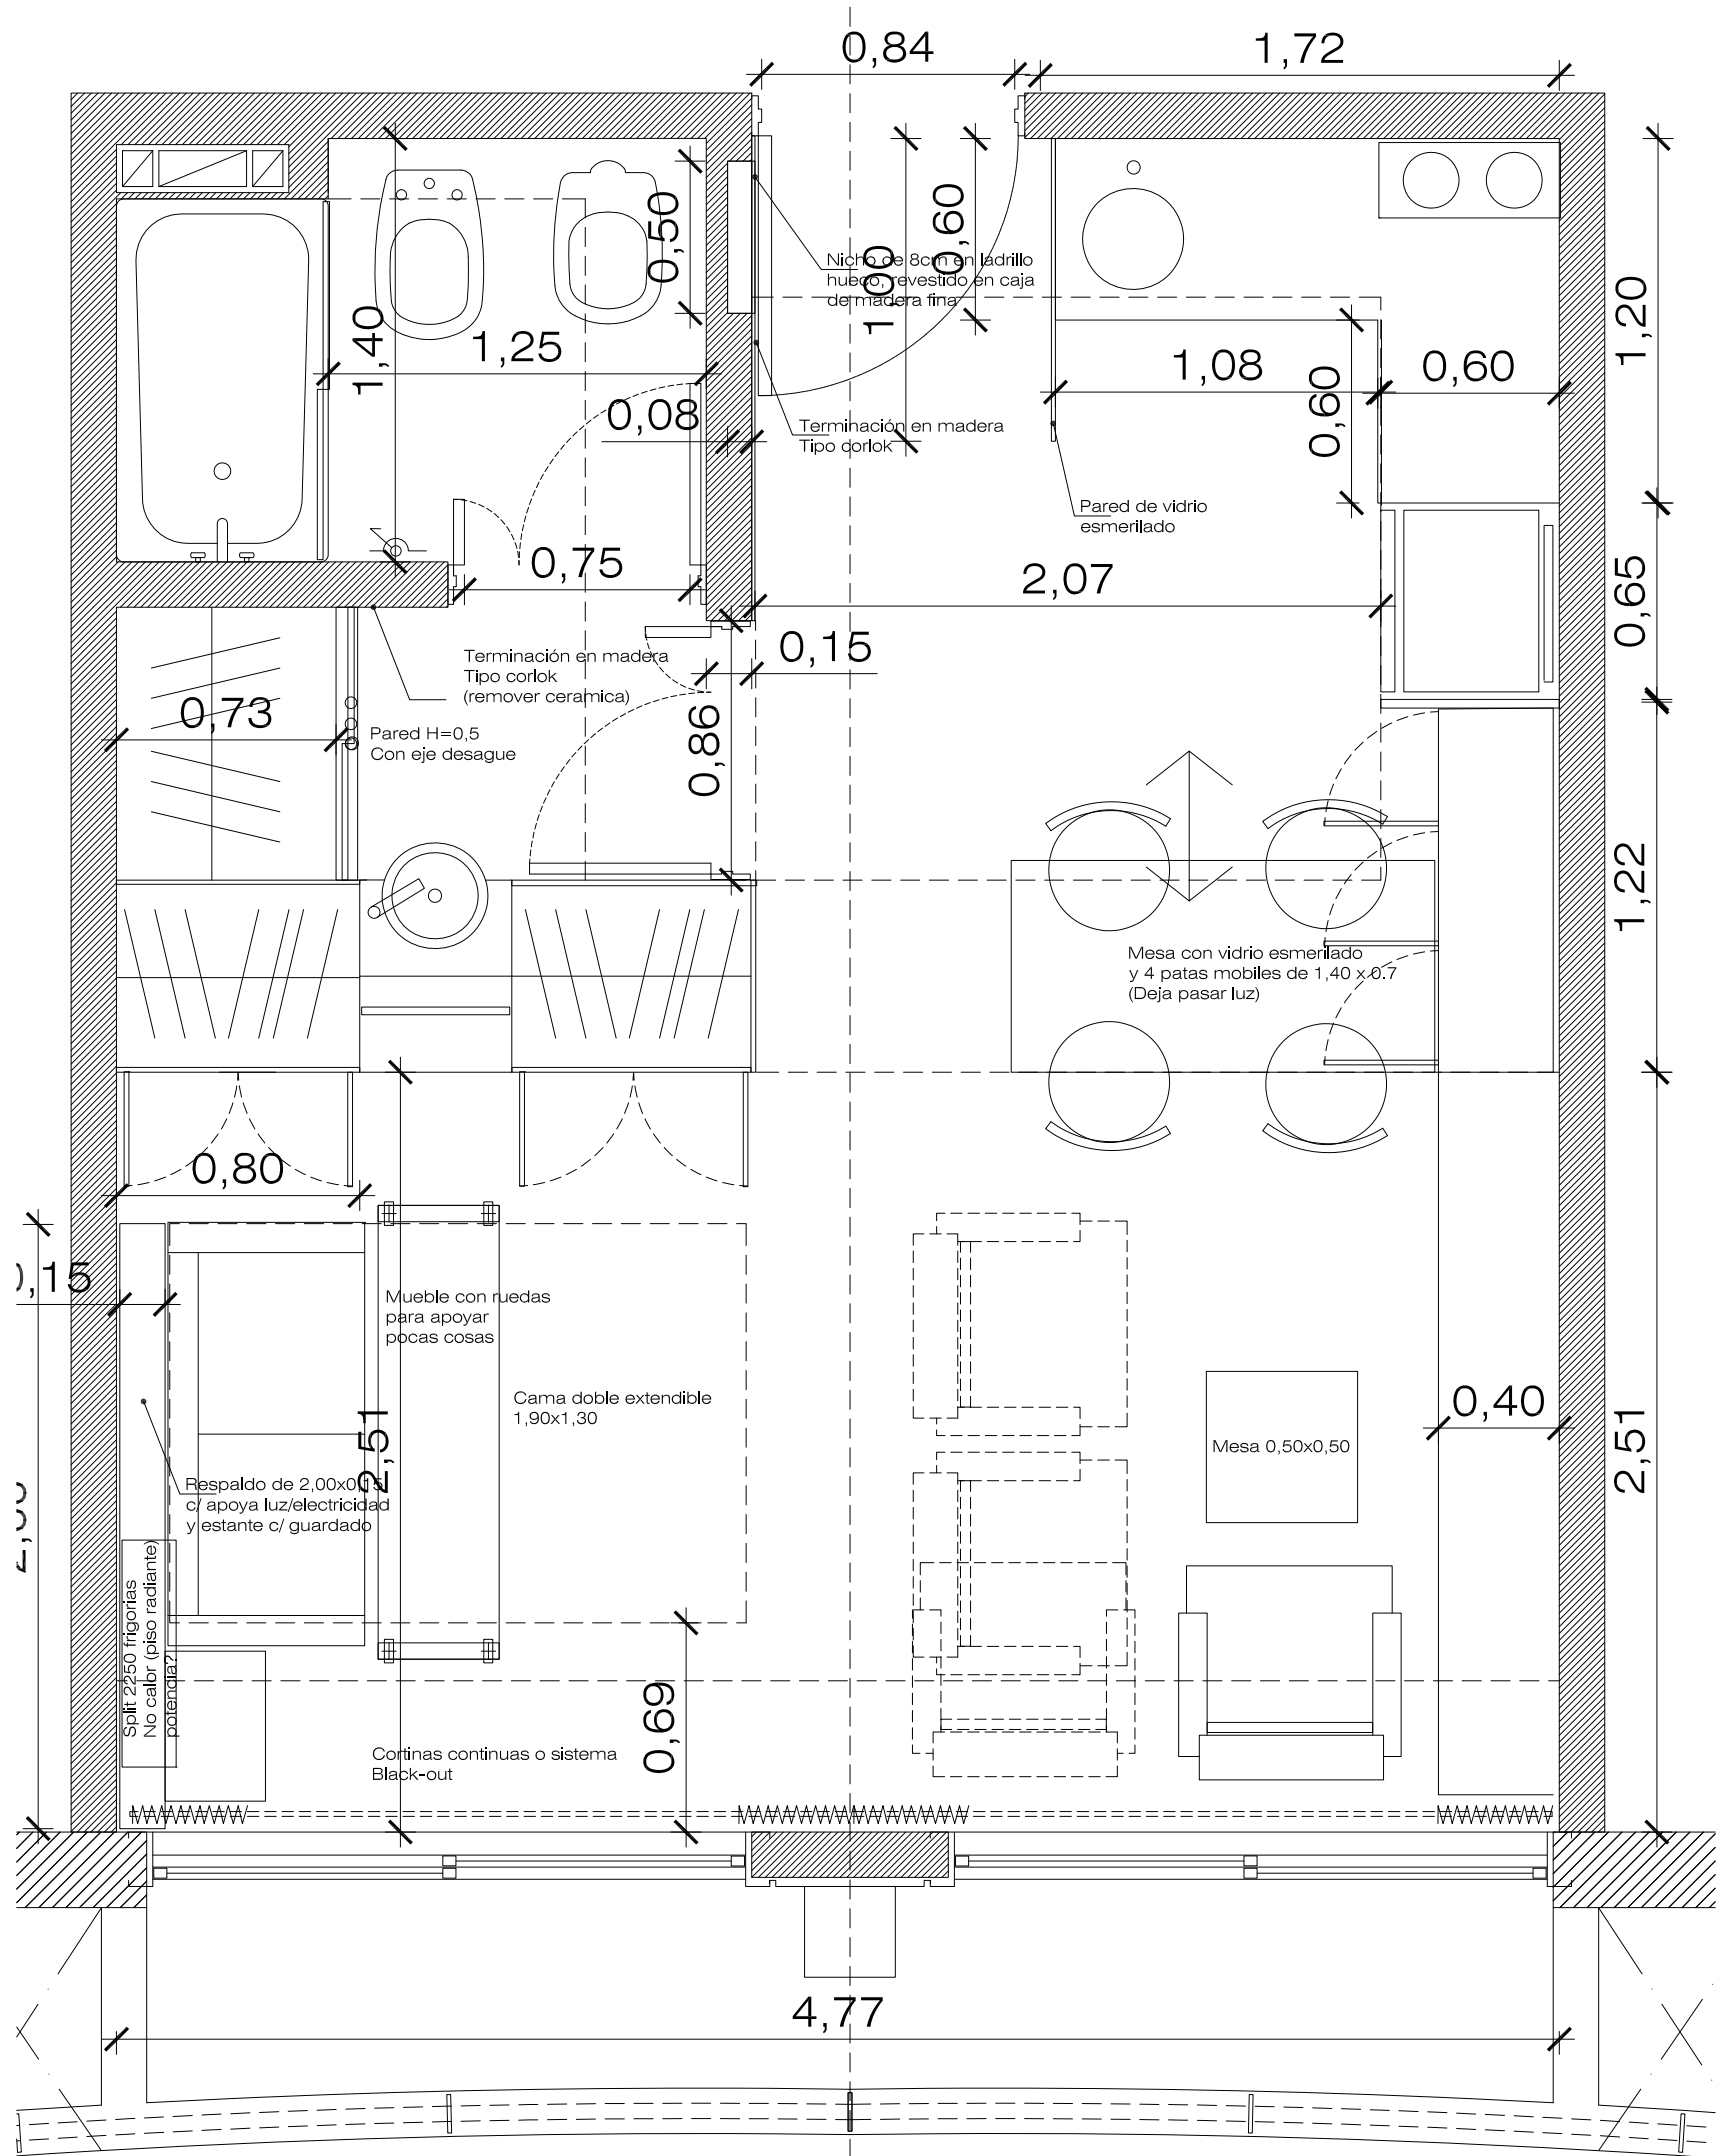 0,84
1,72
0,50
0,60
1,00
Nicho de 8cm en ladrillo
hueco, revestido en caja
de madera fina
1,40
1,25
1,20
1,08
0,60
0,60
0,08
Terminación en madera
Tipo corlok
Pared de vidrio
esmerilado
0,75
2,07
0,65
Terminación en madera
Tipo corlok
(remover ceramica)
0,15
0,73
Pared H=0,5
Con eje desague
0,86
1,22
Mesa con vidrio esmerilado
y 4 patas mobiles de 1,40 x 0.7
(Deja pasar luz)
0,80
0,15
Mueble con ruedas
para apoyar
pocas cosas
Cama doble extendible
1,90x1,30
2,51
0,40
Mesa 0,50x0,50
2,51
Respaldo de 2,00x0,15
c/ apoya luz/electricidad
y estante c/ guardado
Split 2250 frigorias
No calor (piso radiante)
potencia?
0,69
Cortinas continuas o sistema
Black-out
4,77